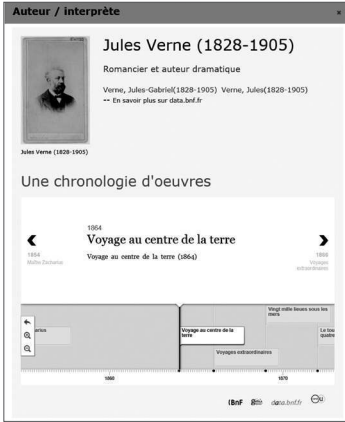 Auteur / interprète
Jules Verne (1828-1905)
Romancier et auteur dramatique
Verne, Jules-Gabriel(1828-1905) Verne, Jules(1828-1905)
-- En savoir plus sur data.bnf.fr
Jules Verne (1828-1905)
Une chronologie d'oeuvres
1864
Voyage au centre de la terre
Voyage au centre de la terre (1864)
1854
Maître Zacharius
1866
Voyages
extraordinaires
Vingt mille lieues sous les
mers
Voyage au centre de la
terre
Le tou
quatre
Voyages extraordinaires
1860
1870
(BnF
data.bnf.fr